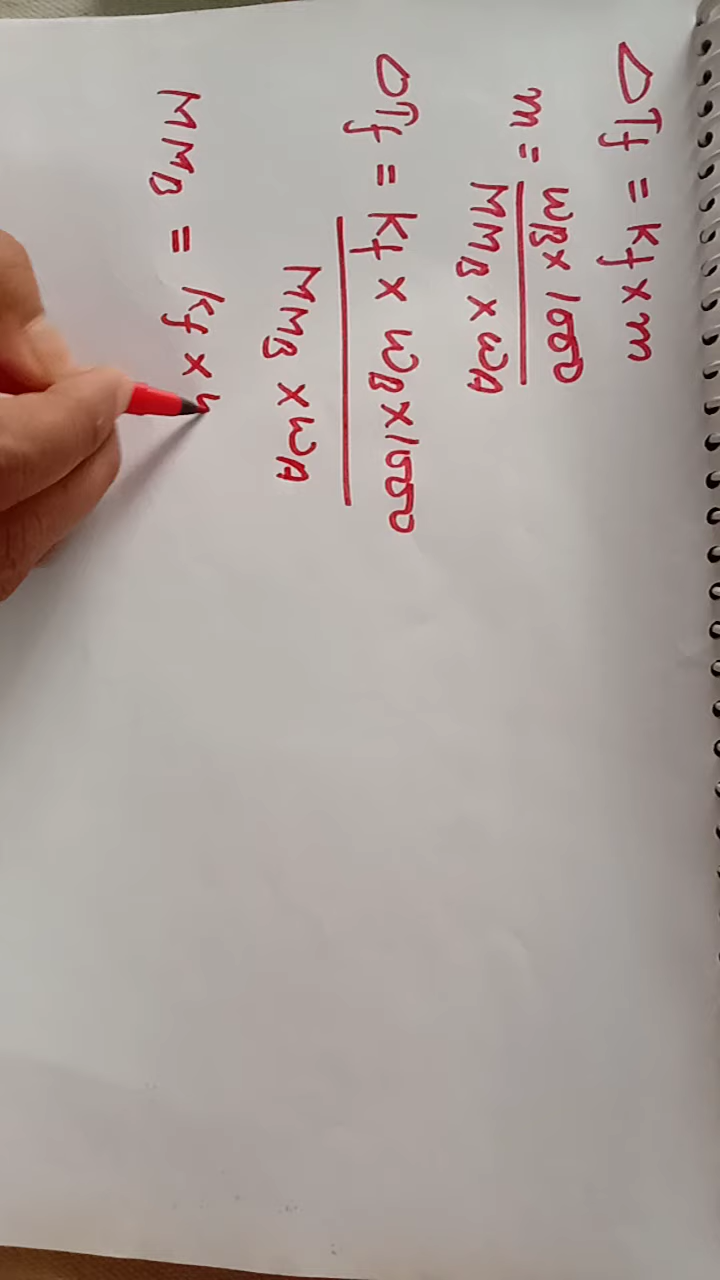 ΔTf = Kf x m
m = WB x 1000
MMB x WA
ΔTf = Kf x WB x 1000
MMB x WA
MMB = Kf x